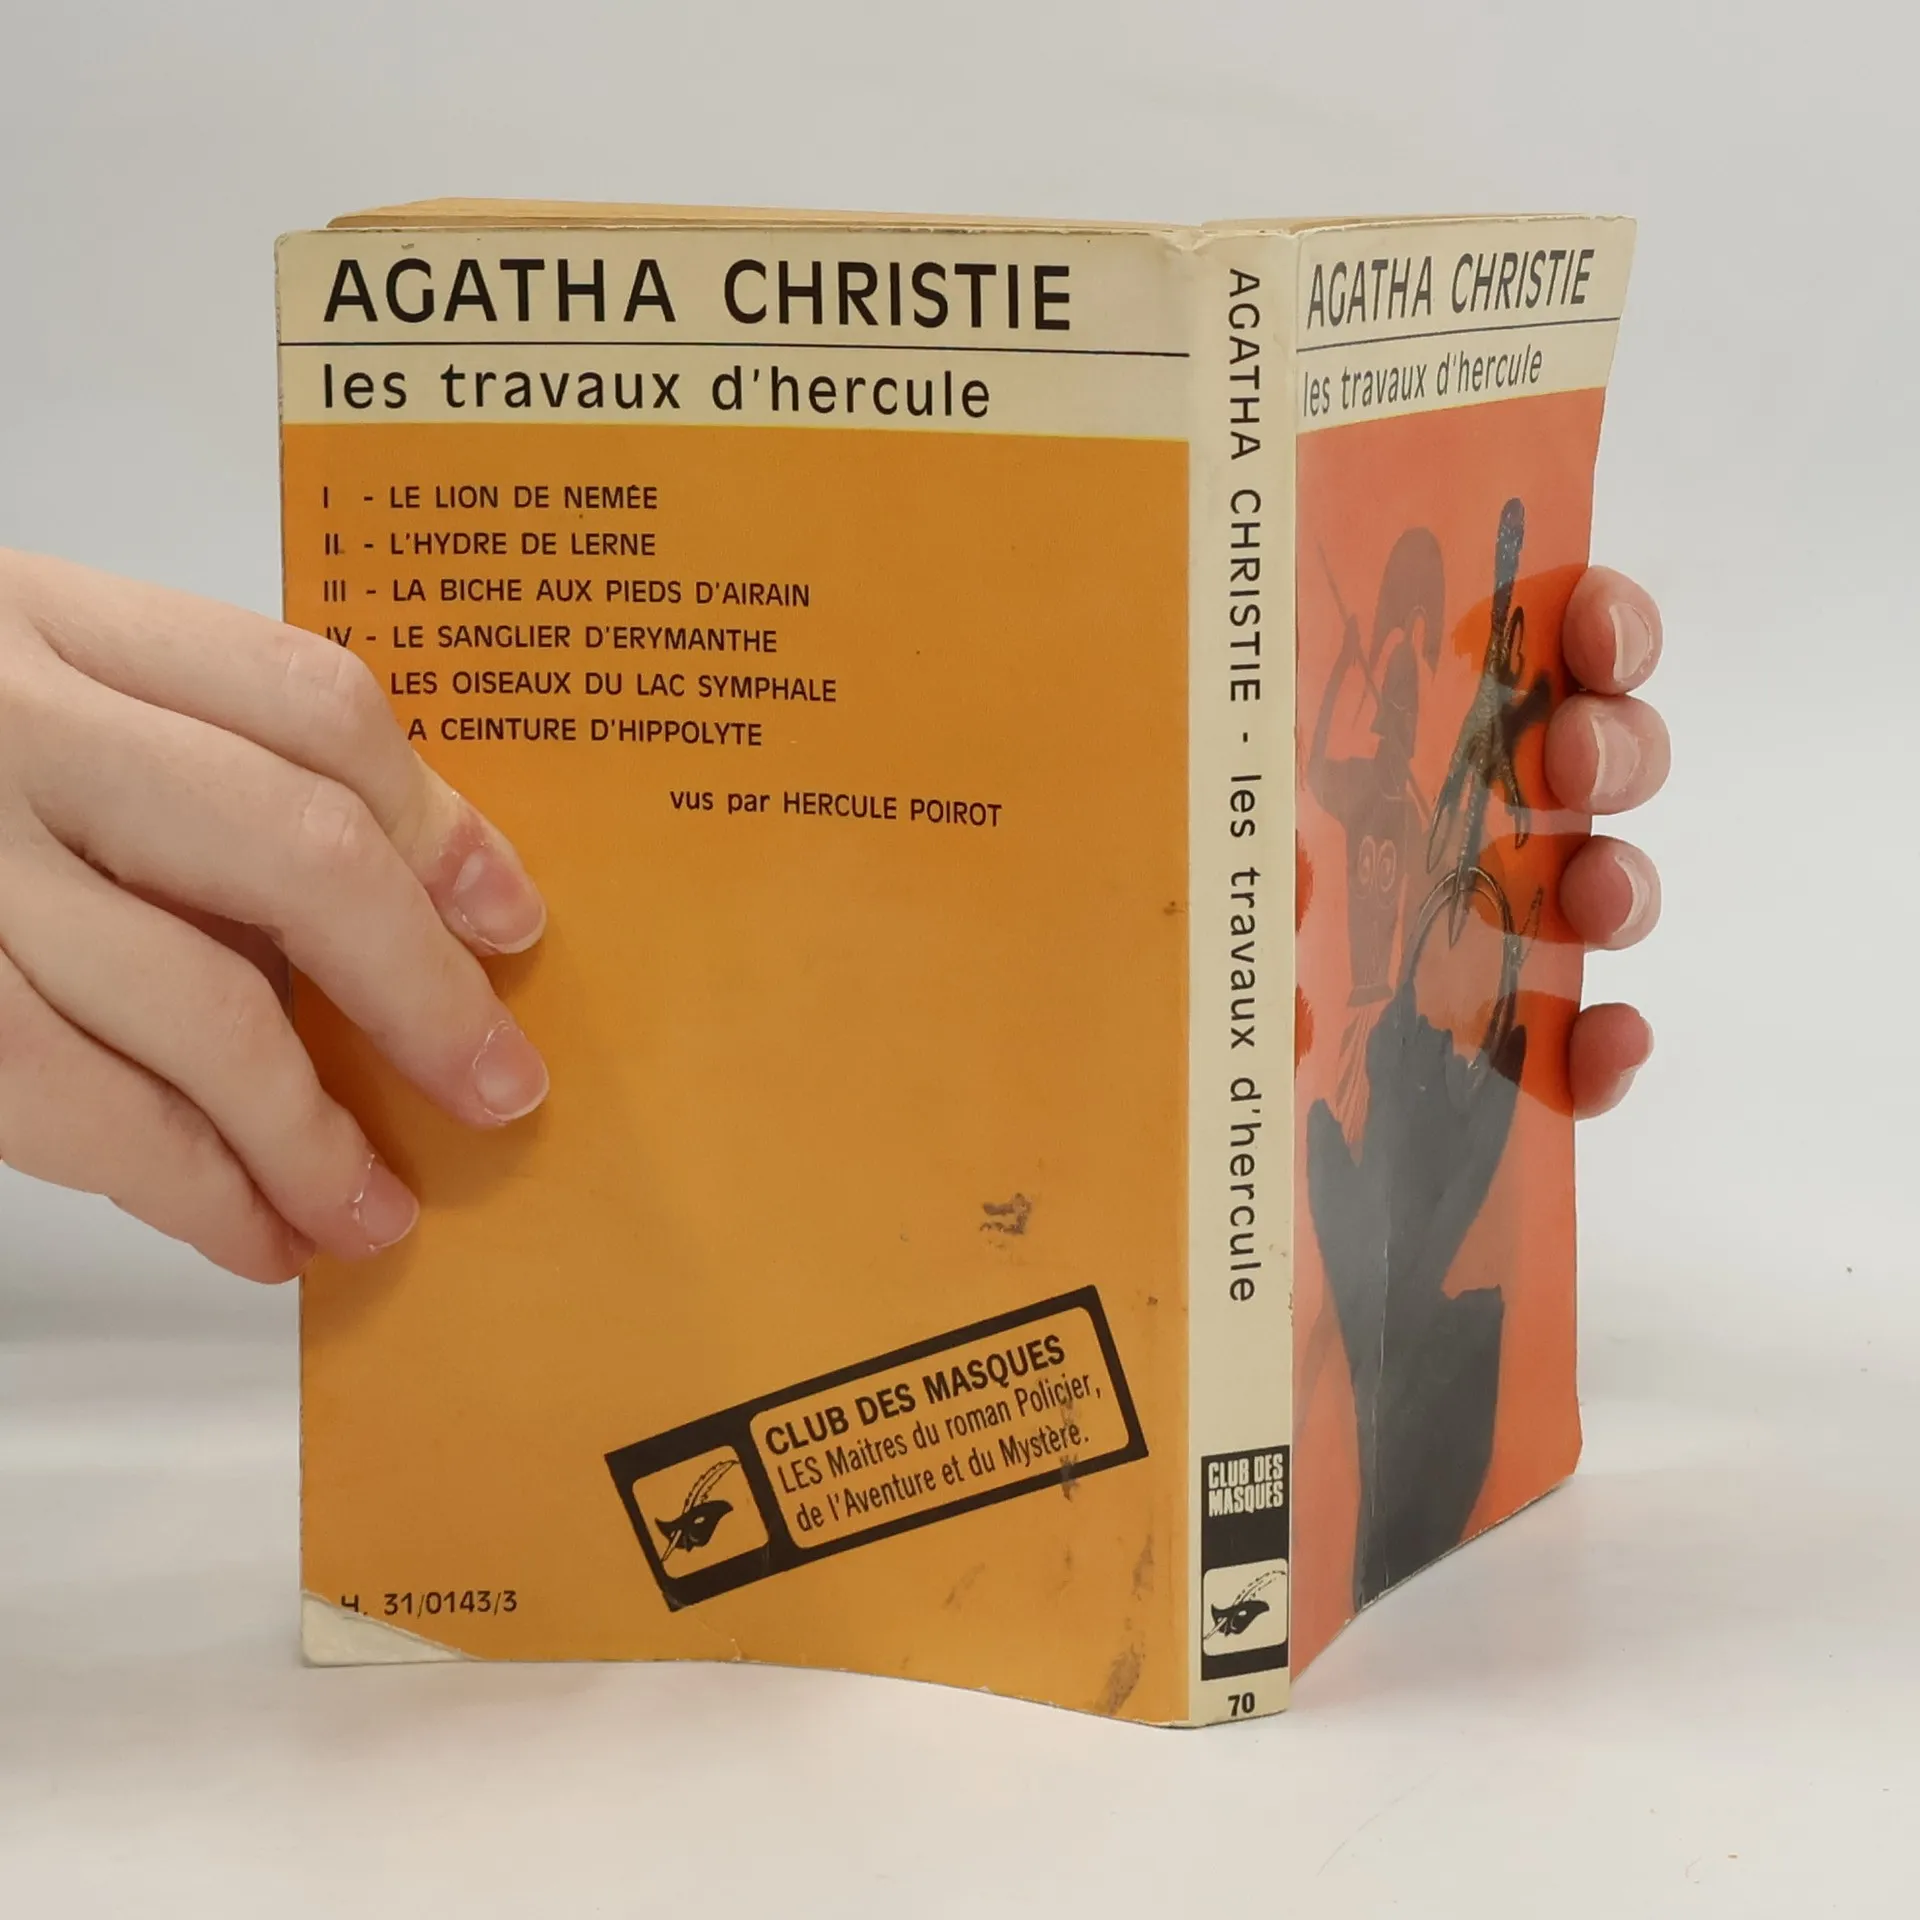 AGATHA CHRISTIE
les travaux d'hercule
I - LE LION DE NEMÉE
II - L'HYDRE DE LERNE
III - LA BICHE AUX PIEDS D'AIRAIN
IV - LE SANGLIER D'ERYMANTHE
LES OISEAUX DU LAC SYMPHALE
A CEINTURE D'HIPPOLYTE
vus par HERCULE POIROT
CLUB DES MASQUES
LES Maitres du roman Policier,
de l'Aventure et du Mystère.
H. 31/0143/3
AGATHA CHRISTIE - les travaux d'hercule
CLUB DES
MASQUES
70
AGATHA CHRISTIE
les travaux d'hercule